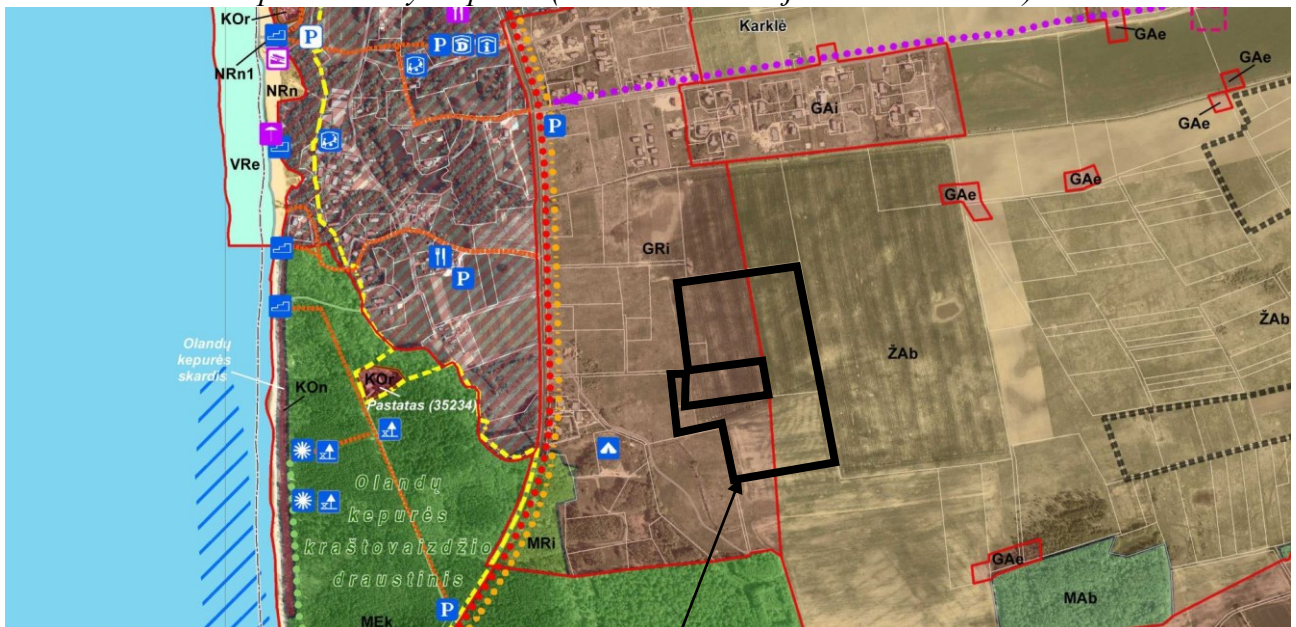 KOr
P
P
i
Karklė
GAe
NRn1
NRn
GAe
GAe
GAi
P
VRe
GAe
GAe
GRi
P
ŽAb
ŽAb
Olandų
kepurės
skardis
KOn
KOr
Pastatas (35234)
Olandų
kepurės
kraštovaizdžio
draustinis
MRi
GAe
MAb
P
MEk